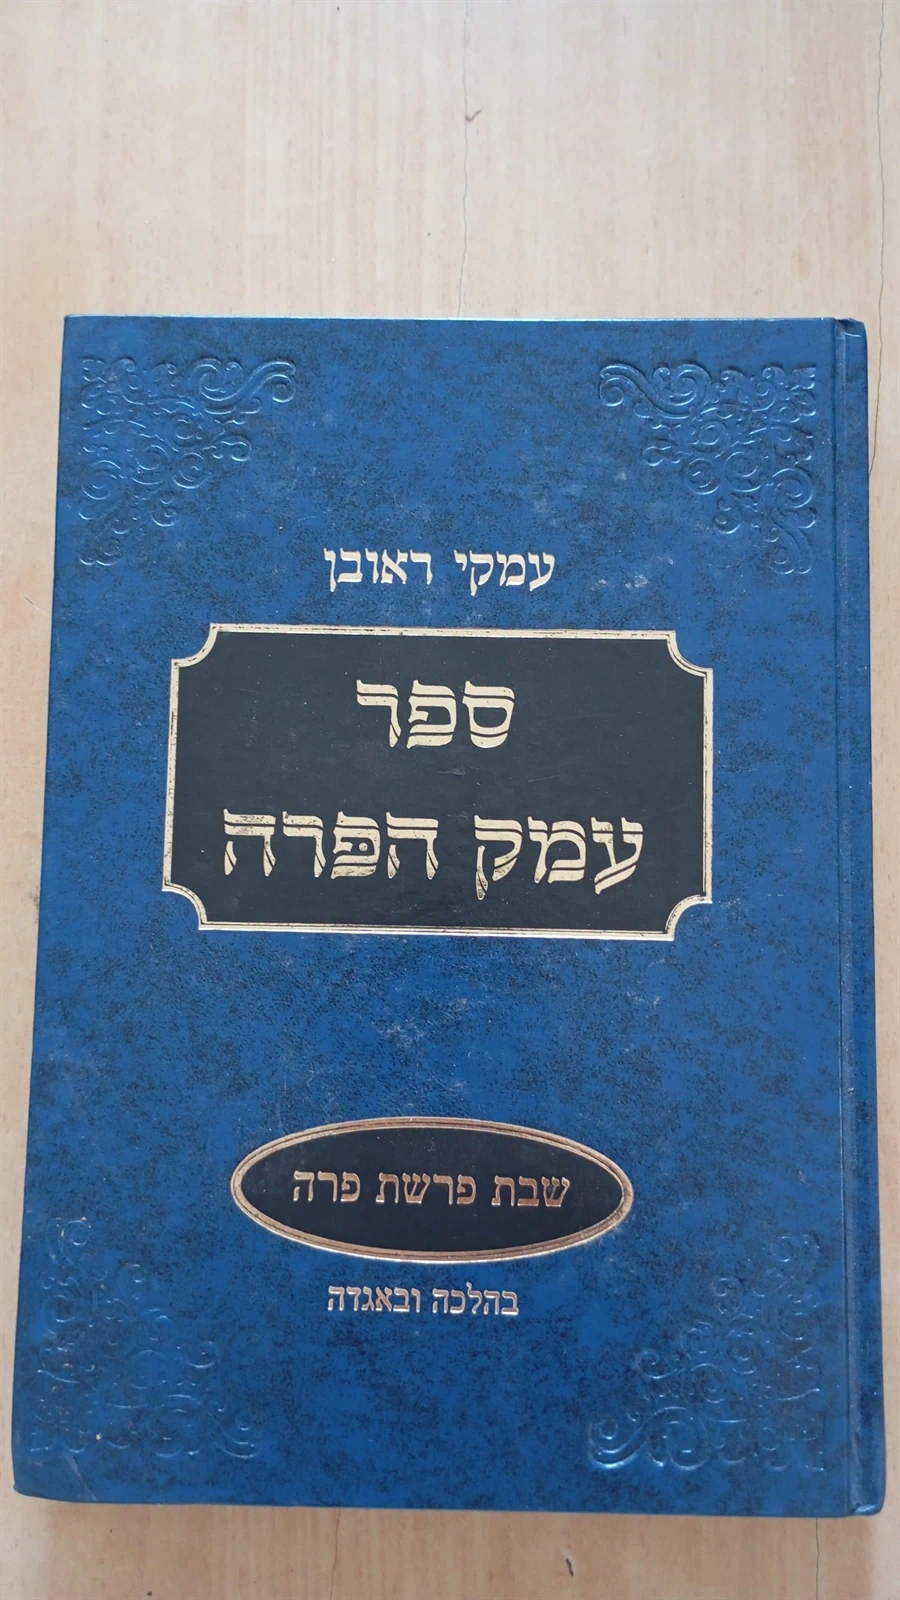 עמקי ראובן
ספר
עמק הפרה
שבת פרשת פרה
בהלכה ובאגדה